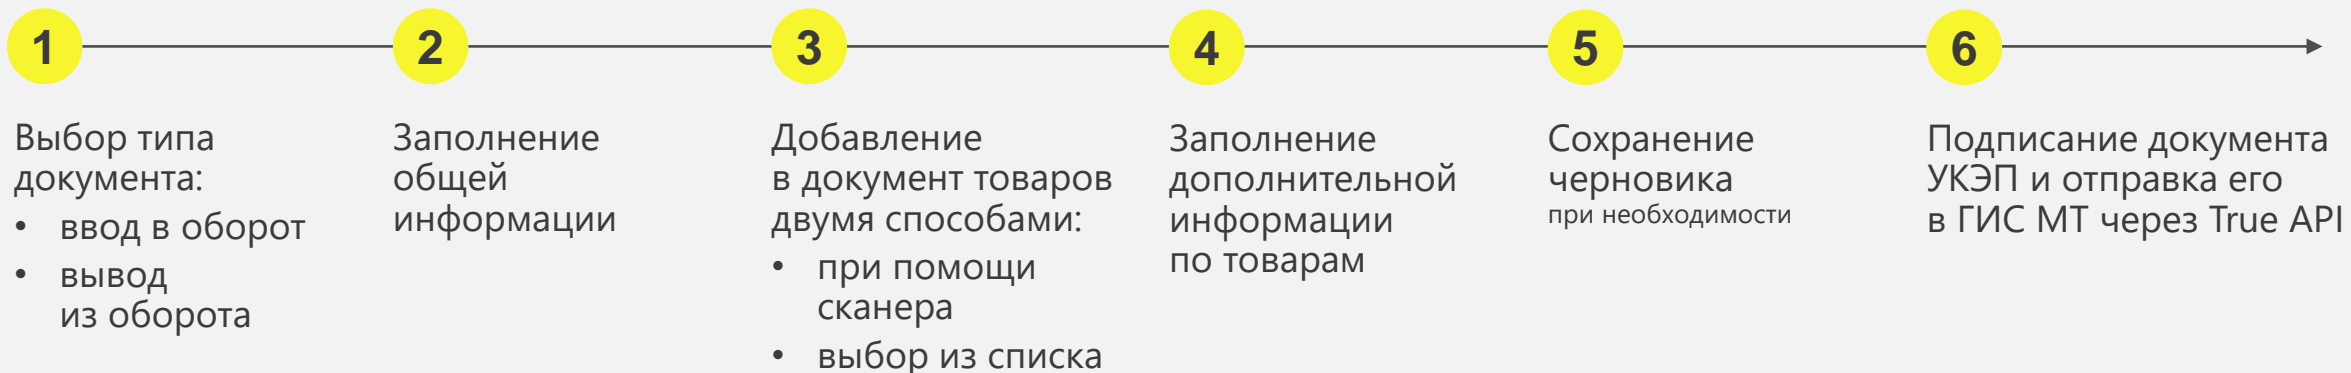 1
Выбор типа
документа:
• ввод в оборот
• вывод
из оборота
2
Заполнение
общей
информации
3
Добавление
в документ товаров
двумя способами:
• при помощи
сканера
• выбор из списка
4
Заполнение
дополнительной
информации
по товарам
5
Сохранение
черновика
при необходимости
6
Подписание документа
УКЭП и отправка его
в ГИС МТ через True API